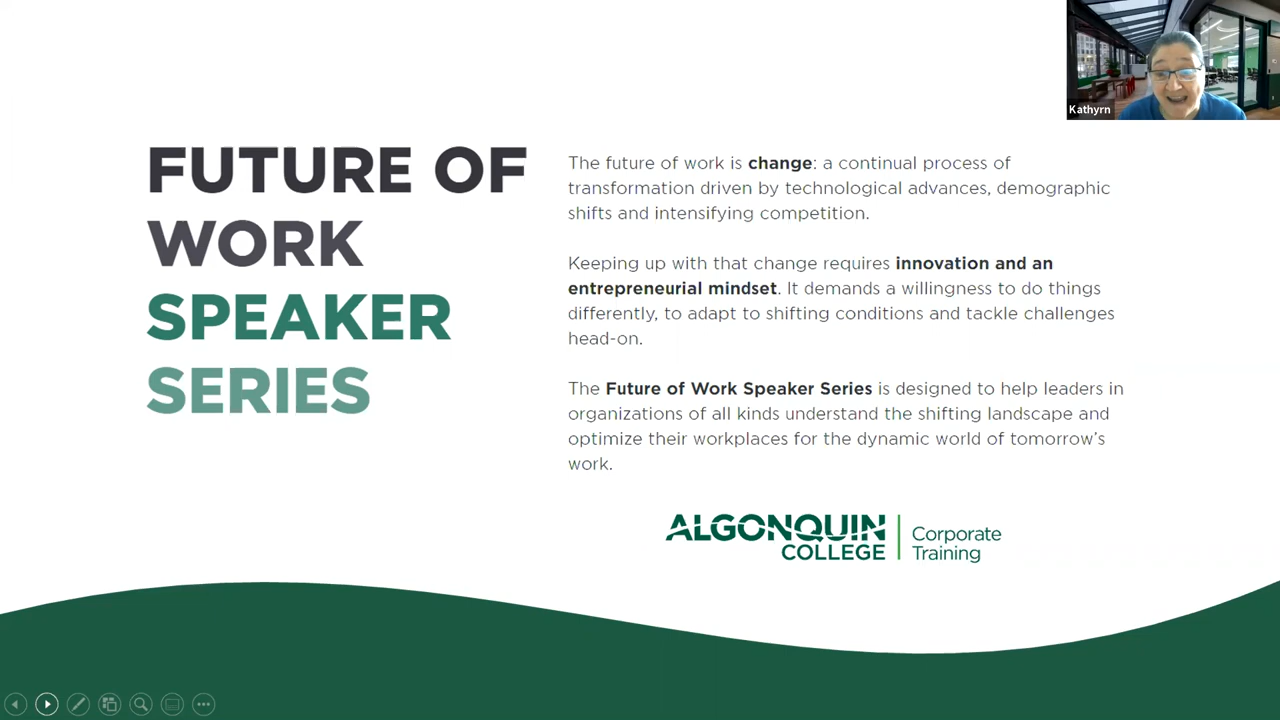 Kathyrn
FUTURE OF
WORK
SPEAKER
SERIES
The future of work is change: a continual process of
transformation driven by technological advances, demographic
shifts and intensifying competition.
Keeping up with that change requires innovation and an
entrepreneurial mindset. It demands a willingness to do things
differently, to adapt to shifting conditions and tackle challenges
head-on.
The Future of Work Speaker Series is designed to help leaders in
organizations of all kinds understand the shifting landscape and
optimize their workplaces for the dynamic world of tomorrow’s
work.
ALGONQUIN
COLLEGE
Corporate
Training